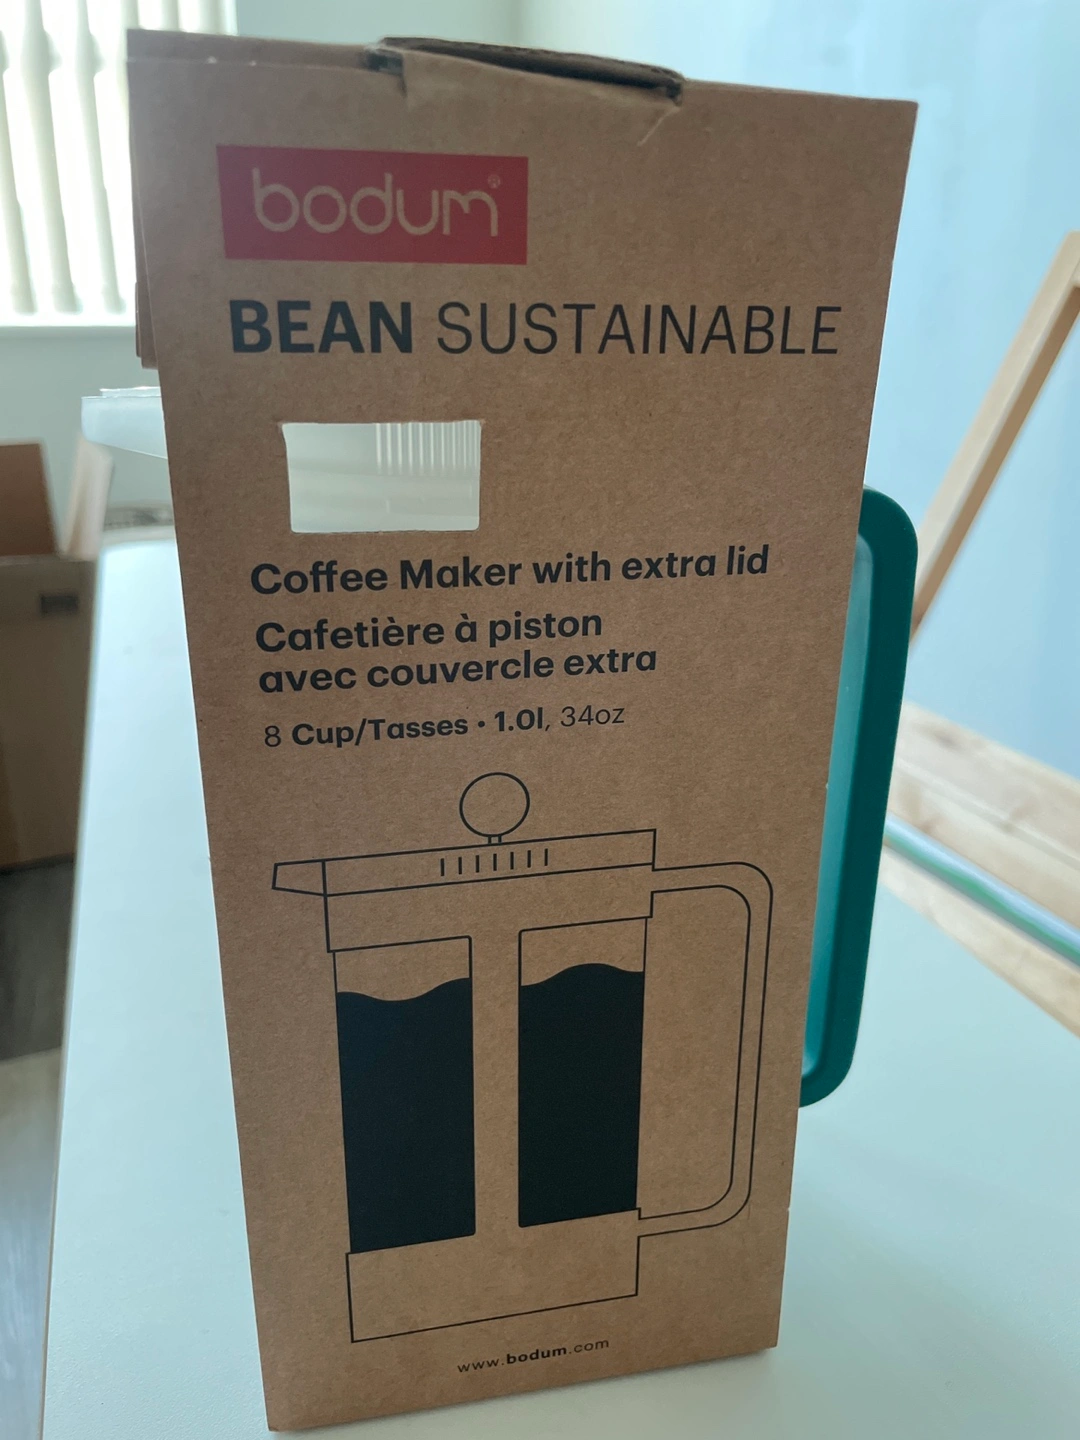 bodum®
BEAN SUSTAINABLE
Coffee Maker with extra lid
Cafetière à piston
avec couvercle extra
8 Cup/Tasses • 1.0l, 34oz
www.bodum.com